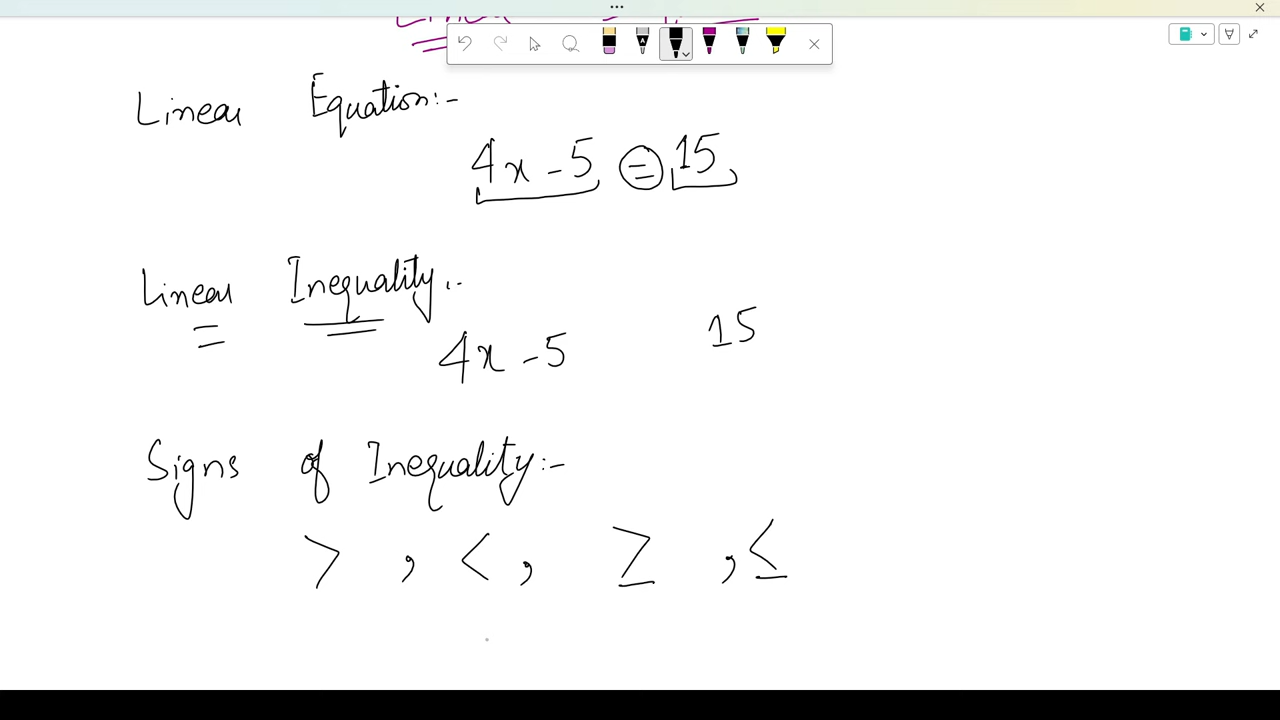 Linear Equation:-
4x - 5 = 15
Linear Inequality:-
4x - 5 15
Signs of Inequality:-
> , < , ≥ , ≤